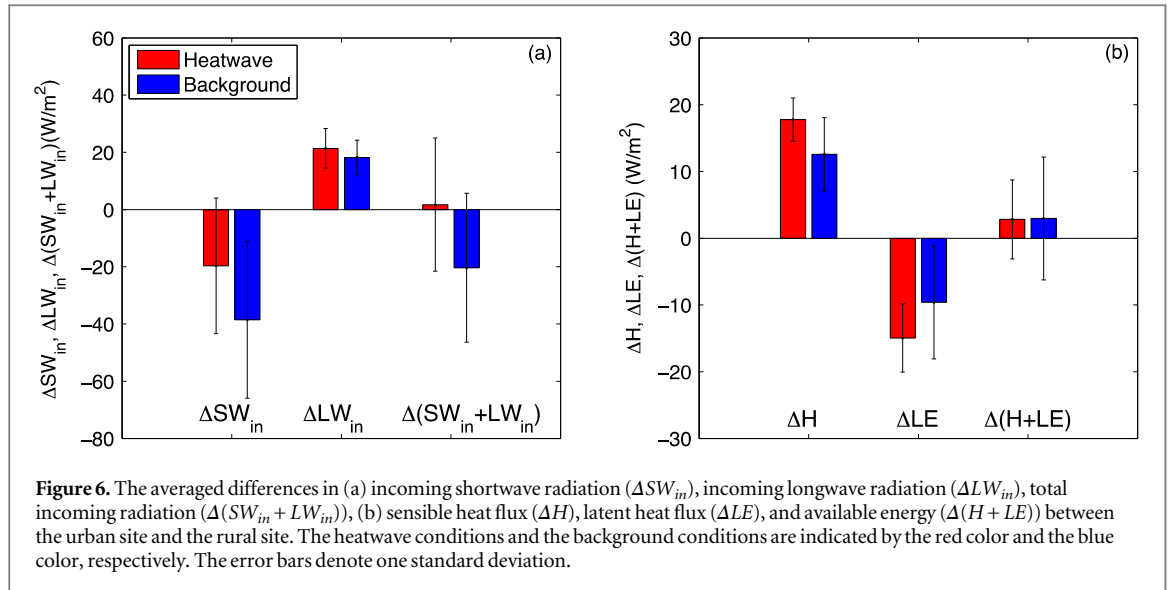 60
40
20
0
−20
−40
−60
−80
ΔSW_in, ΔLW_in, Δ(SW_in+LW_in)(W/m²)
Heatwave
Background
(a)
ΔSW_in ΔLW_in Δ(SW_in+LW_in)
30
20
10
0
−10
−20
−30
ΔH, ΔLE, Δ(H+LE) (W/m²)
(b)
ΔH ΔLE Δ(H+LE)
Figure 6. The averaged differences in (a) incoming shortwave radiation (ΔSW_in), incoming longwave radiation (ΔLW_in), total
incoming radiation (Δ(SW_in + LW_in)), (b) sensible heat flux (ΔH), latent heat flux (ΔLE), and available energy (Δ(H + LE)) between
the urban site and the rural site. The heatwave conditions and the background conditions are indicated by the red color and the blue
color, respectively. The error bars denote one standard deviation.